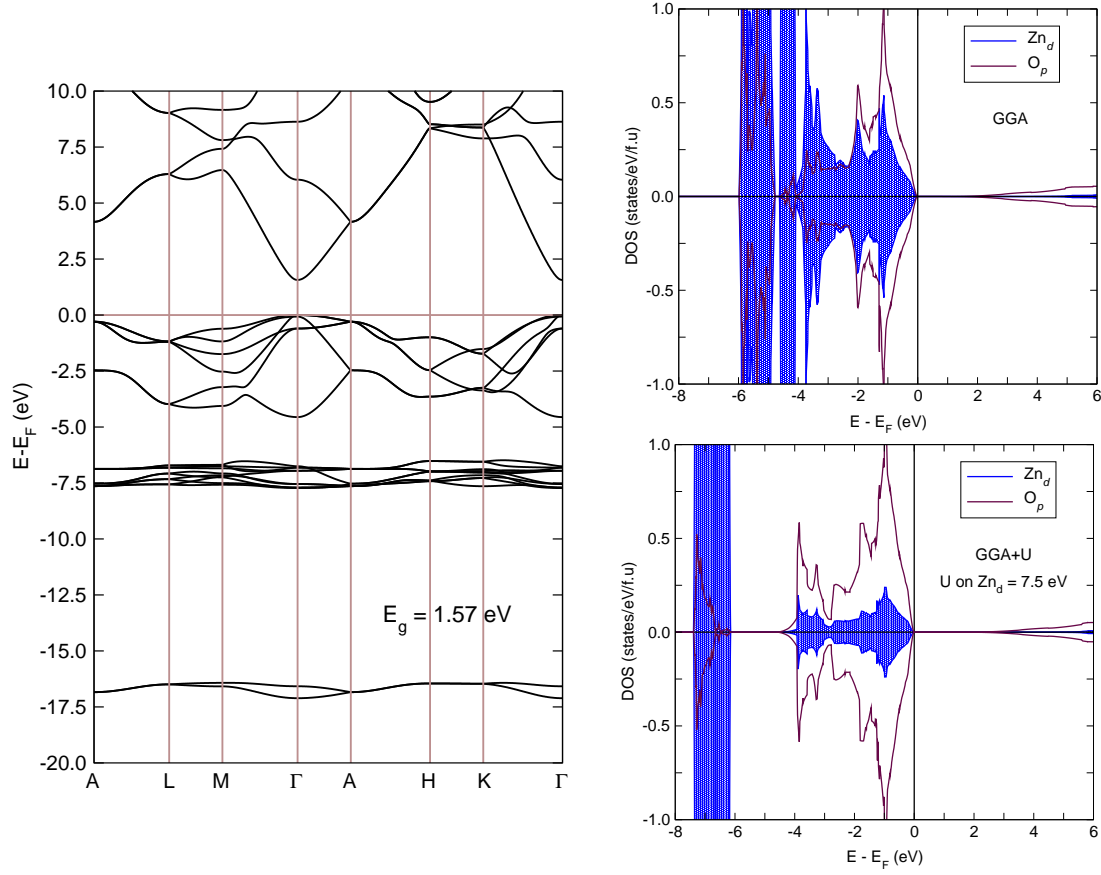 10.0
7.5
5.0
2.5
0.0
-2.5
-5.0
-7.5
-10.0
-12.5
-15.0
-17.5
-20.0
E-E_F (eV)
E_g = 1.57 eV
A L M Γ A H K Γ
1.0
0.5
0.0
-0.5
-1.0
DOS (states/eV/f.u)
Zn_d
O_p
GGA
-8 -6 -4 -2 0 2 4 6
E - E_F (eV)
1.0
0.5
0.0
-0.5
-1.0
DOS (states/eV/f.u)
Zn_d
O_p
GGA+U
U on Zn_d = 7.5 eV
-8 -6 -4 -2 0 2 4 6
E - E_F (eV)